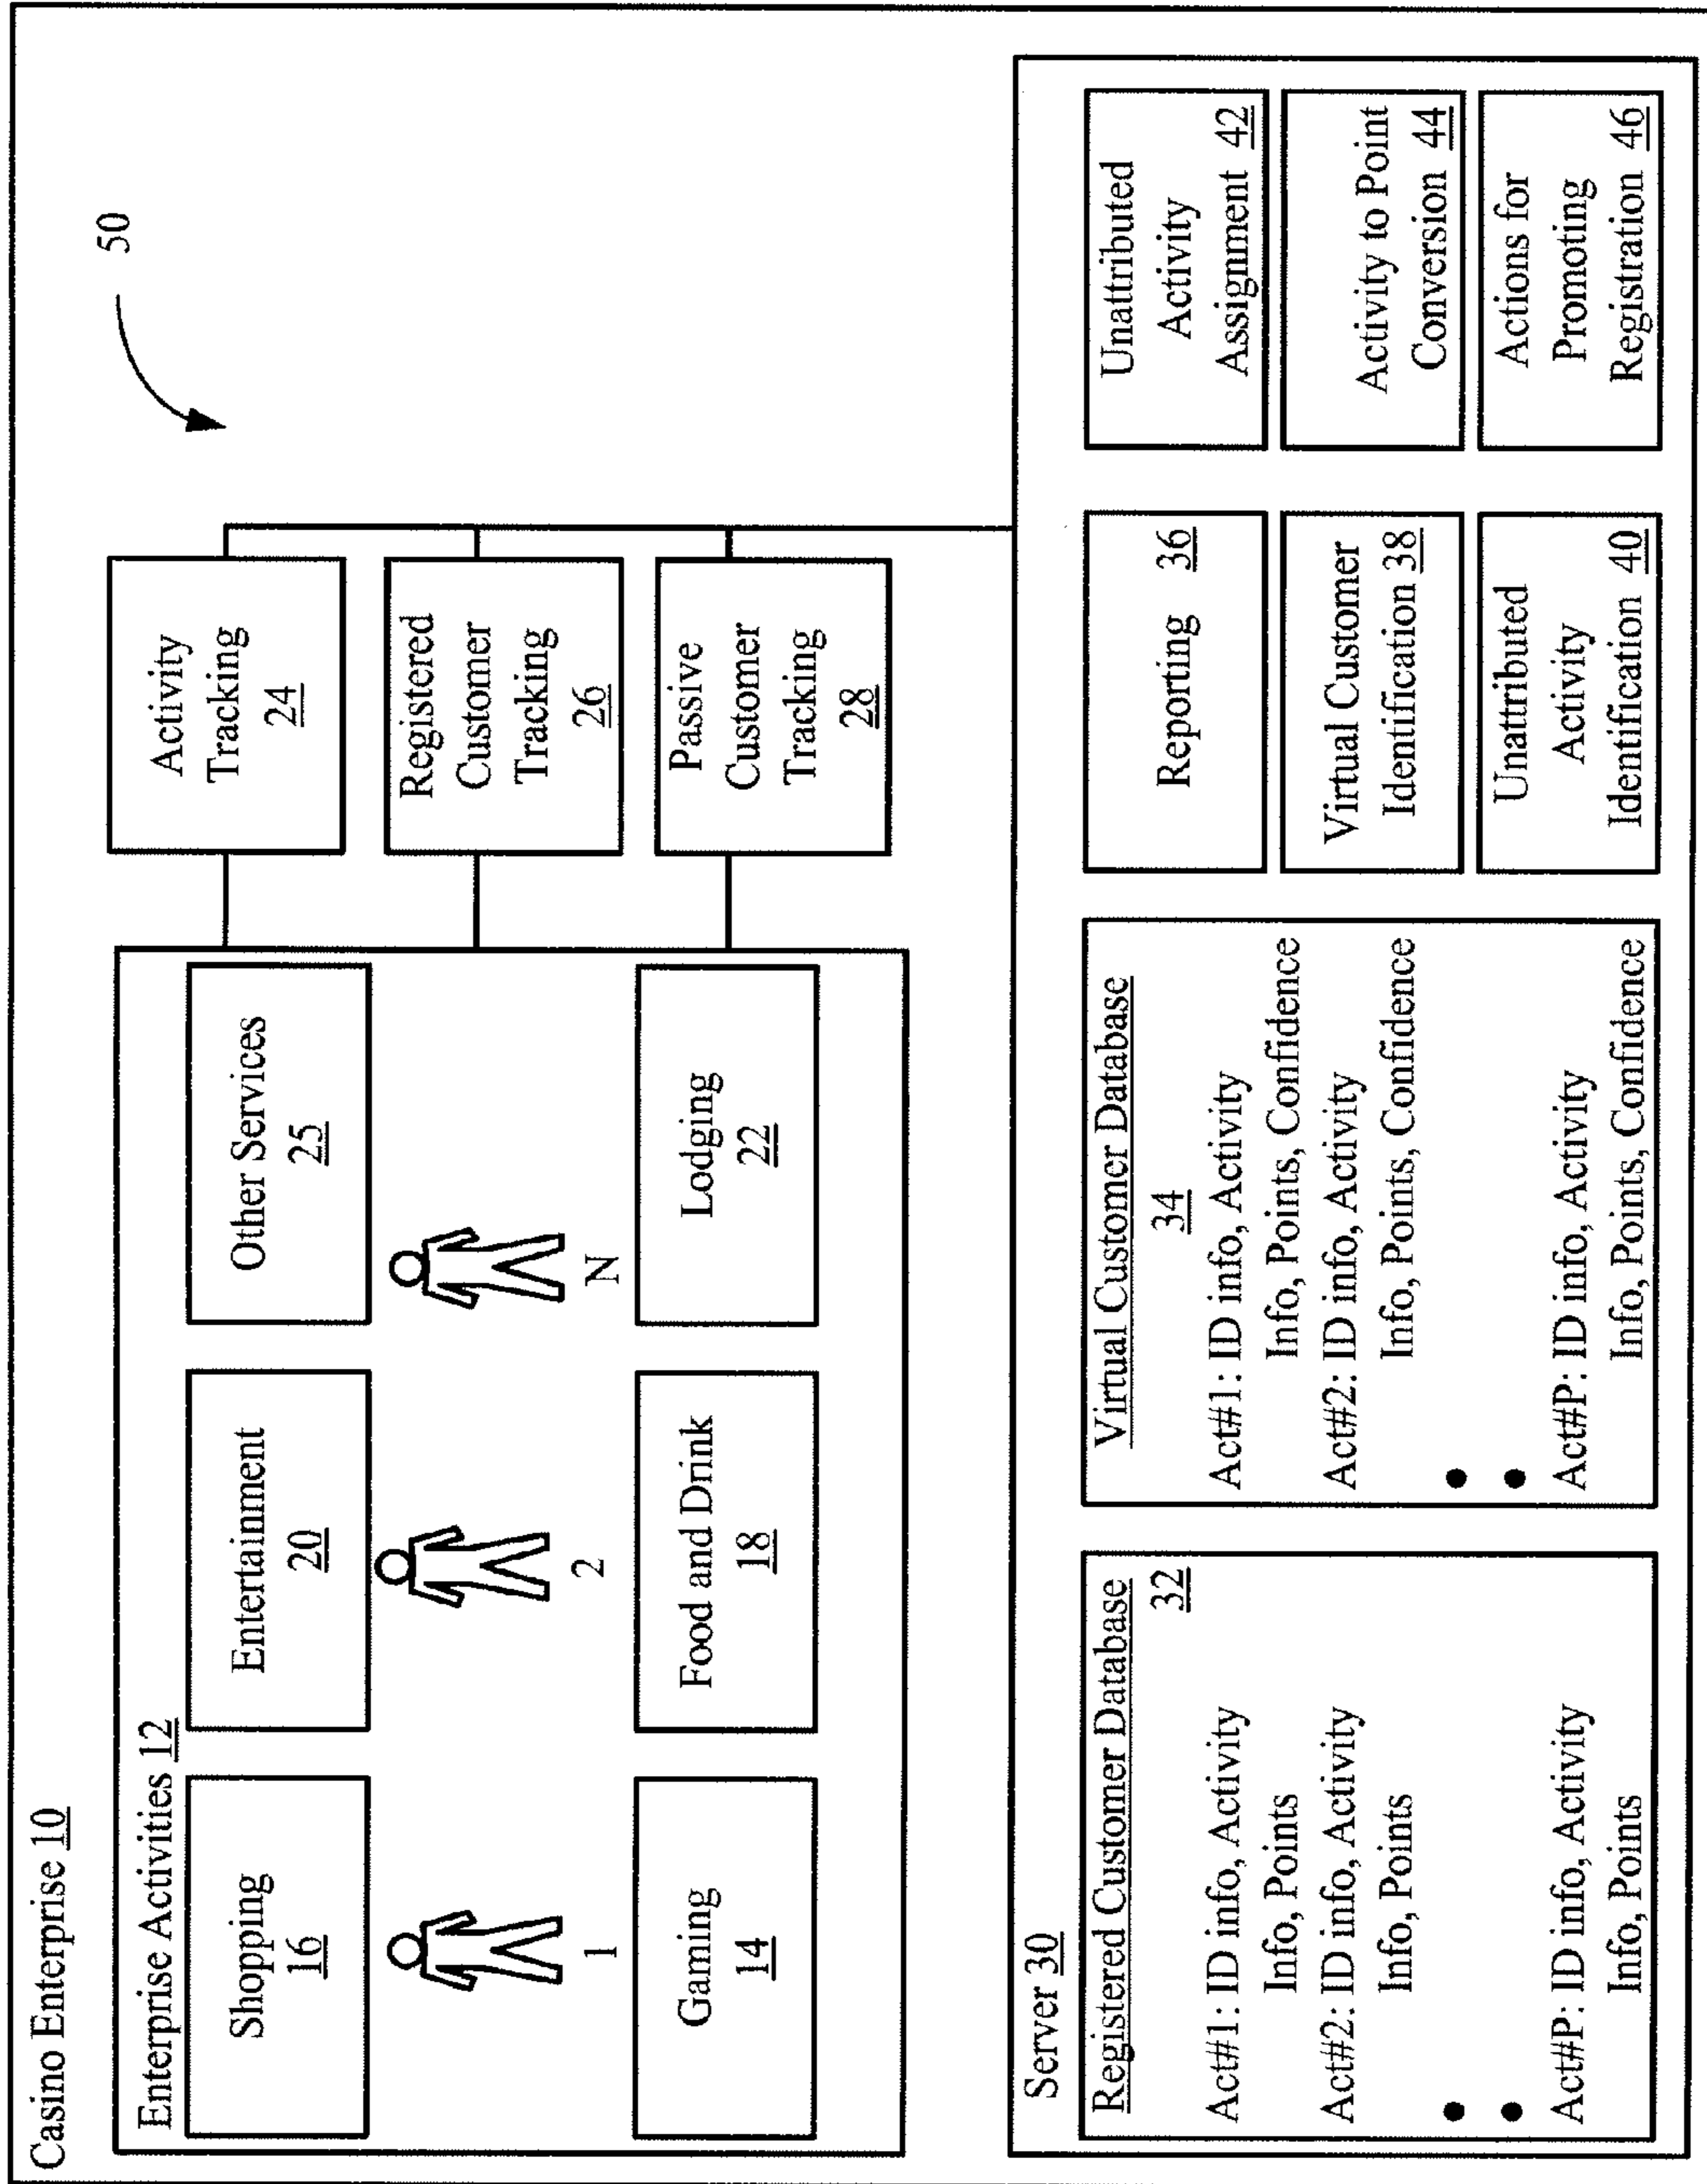 Casino Enterprise 10
50
Enterprise Activities 12
Shopping
16
Entertainment
20
Other Services
25
1
2
N
Gaming
14
Food and Drink
18
Lodging
22
Activity
Tracking
24
Registered
Customer
Tracking
26
Passive
Customer
Tracking
28
Server 30
Registered Customer Database
32
Act#1: ID info, Activity
Info, Points
Act#2: ID info, Activity
Info, Points
Act#P: ID info, Activity
Info, Points
Virtual Customer Database
34
Act#1: ID info, Activity
Info, Points, Confidence
Act#2: ID info, Activity
Info, Points, Confidence
Act#P: ID info, Activity
Info, Points, Confidence
Reporting 36
Virtual Customer
Identification 38
Unattributed
Activity
Identification 40
Unattributed
Activity
Assignment 42
Activity to Point
Conversion 44
Actions for
Promoting
Registration 46